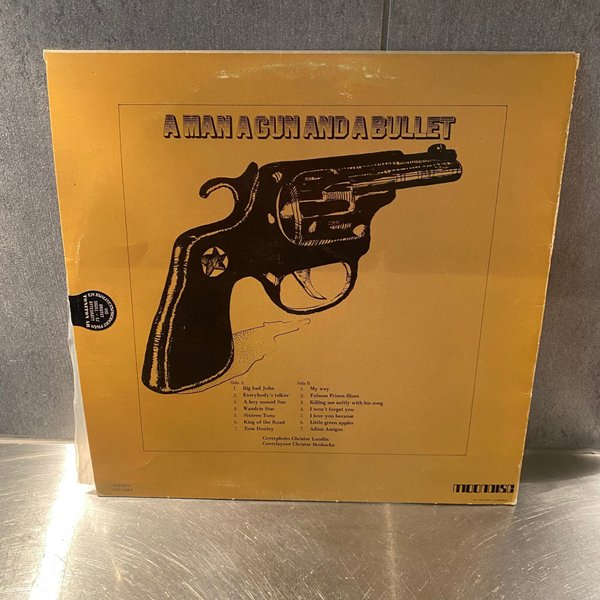 A MAN A GUN AND A BULLET
Side A
1. Big bad John
2. Everybody's talkin'
3. A boy named Sue
4. Wandrin Star
5. Sixteen Tons
6. King of the Road
7. Tom Dooley
Side B
1. My way
2. Folsom Prison Blues
3. Killing me softly with his song
4. I won't forget you
5. I love you because
6. Little green apples
7. Adios Amigos
Coverphoto: Christer Lundin
Coverlayout: Christer Brobacke
STEREO
MOONDISC